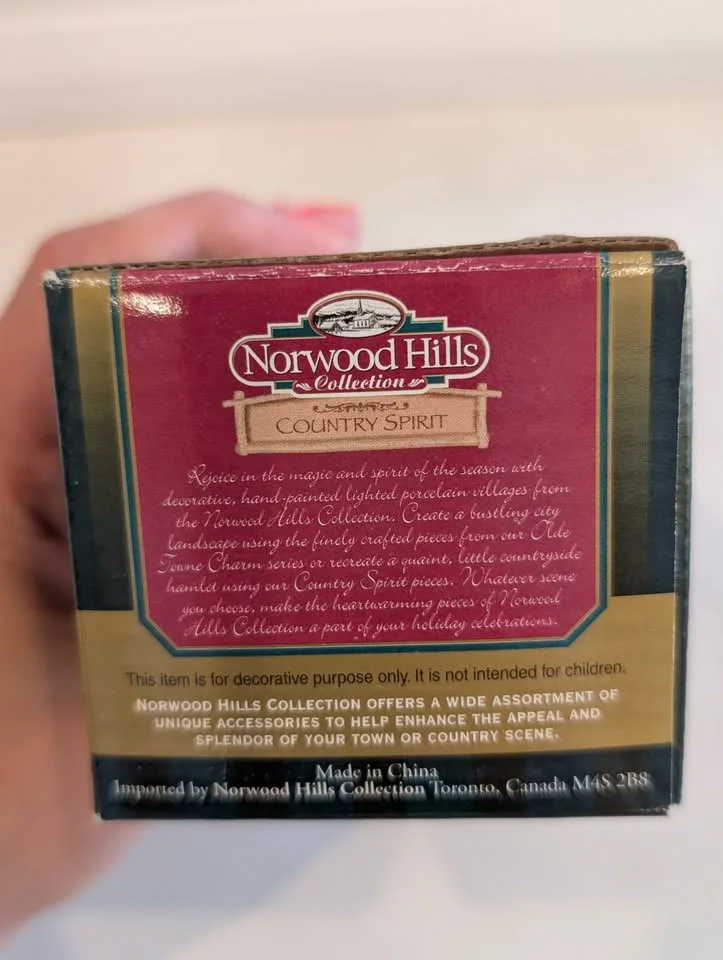 Norwood Hills
Collection
COUNTRY SPIRIT
Rejoice in the magic and spirit of the season with
decorative, hand-painted lighted porcelain villages from
the Norwood Hills Collection. Create a bustling city
landscape using the finely crafted pieces from our Olde
Towne Charm series or recreate a quaint, little countryside
hamlet using our Country Spirit pieces. Whatever scene
you choose, make the heartwarming pieces of Norwood
Hills Collection a part of your holiday celebrations.
This item is for decorative purpose only. It is not intended for children.
NORWOOD HILLS COLLECTION OFFERS A WIDE ASSORTMENT OF
UNIQUE ACCESSORIES TO HELP ENHANCE THE APPEAL AND
SPLENDOR OF YOUR TOWN OR COUNTRY SCENE.
Made in China
Imported by Norwood Hills Collection Toronto, Canada M4S 2B8